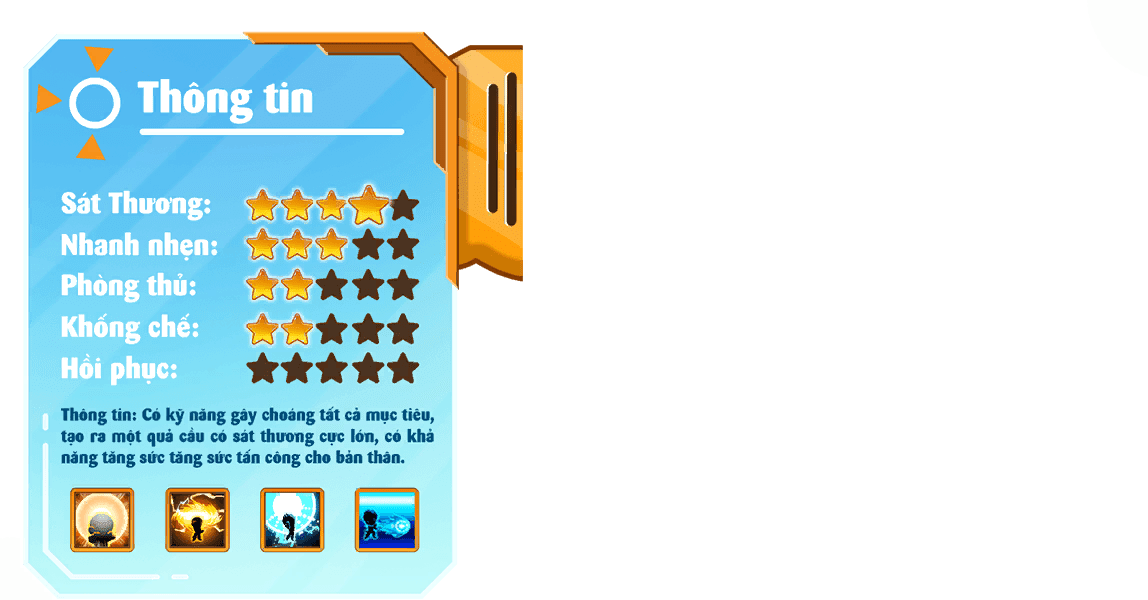 Thông tin
Sát Thương:
Nhanh nhẹn:
Phòng thủ:
Khống chế:
Hồi phục:
Thông tin: Có kỹ năng gây choáng tất cả mục tiêu,
tạo ra một quả cầu có sát thương cực lớn, có khả
năng tăng sức tăng sức tấn công cho bản thân.